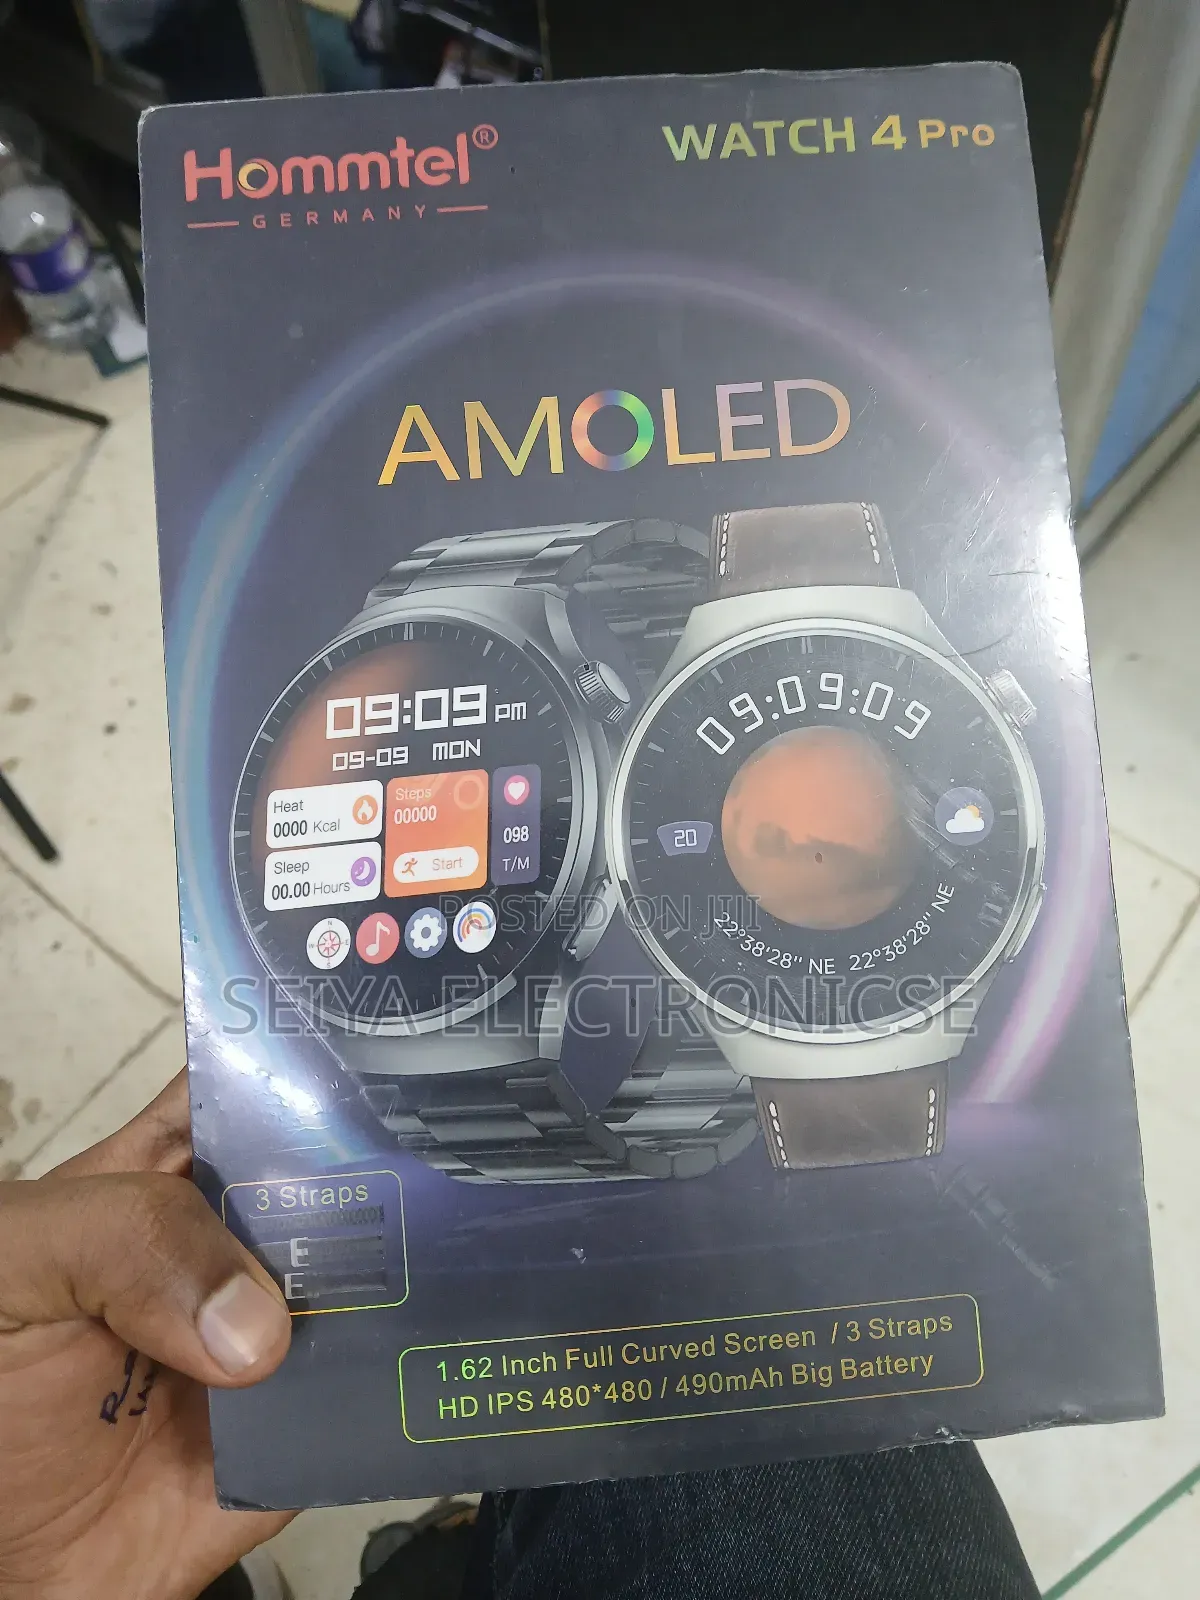 Hommtel®
GERMANY
WATCH 4 Pro
AMOLED
09:09 PM
09-09 MON
Heat
0000 Kcal
Steps
00000
Start
098
T/M
Sleep
00.00 Hours
N
W
E
S
09:09:09
20
22°38'28'' NE 22°38'28'' NE
POSTED ON JIJI
SEIYA ELECTRONICSE
3 Straps
1.62 Inch Full Curved Screen / 3 Straps
HD IPS 480*480 / 490mAh Big Battery